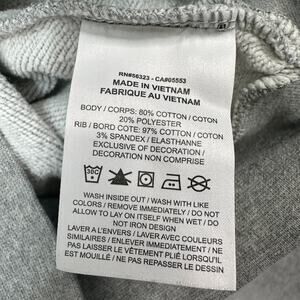 RN#56323 - CA#05553
MADE IN VIETNAM
FABRIQUE AU VIETNAM
BODY / CORPS: 80% COTTON / COTON
20% POLYESTER
RIB / BORD COTE: 97% COTTON / COTON
3% SPANDEX / ELASTHANNE
EXCLUSIVE OF DECORATION /
DECORATION NON COMPRISE
30C
WASH INSIDE OUT / WASH WITH LIKE
COLORS / REMOVE IMMEDIATELY / DO NOT
ALLOW TO LAY ON ITSELF WHEN WET / DO
NOT IRON DESIGN
LAVER A L'ENVERS / LAVER AVEC COULEURS
SIMILAIRES / ENLEVER IMMEDIATEMENT / NE
PAS LAISSER LE VÊTEMENT PLIÉ LORSQU'IL
EST MOUILLÉ / NE PAS REPASSER LE DESSIN